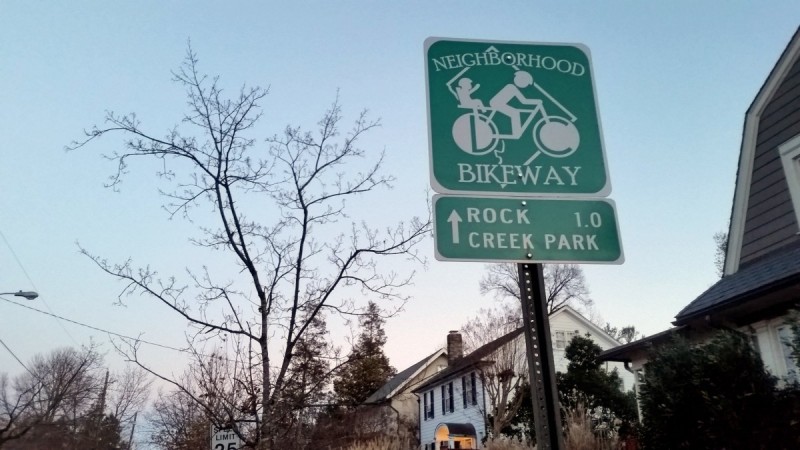 NEIGHBORHOOD
BIKEWAY
ROCK 1.0
CREEK PARK
LIMIT
25